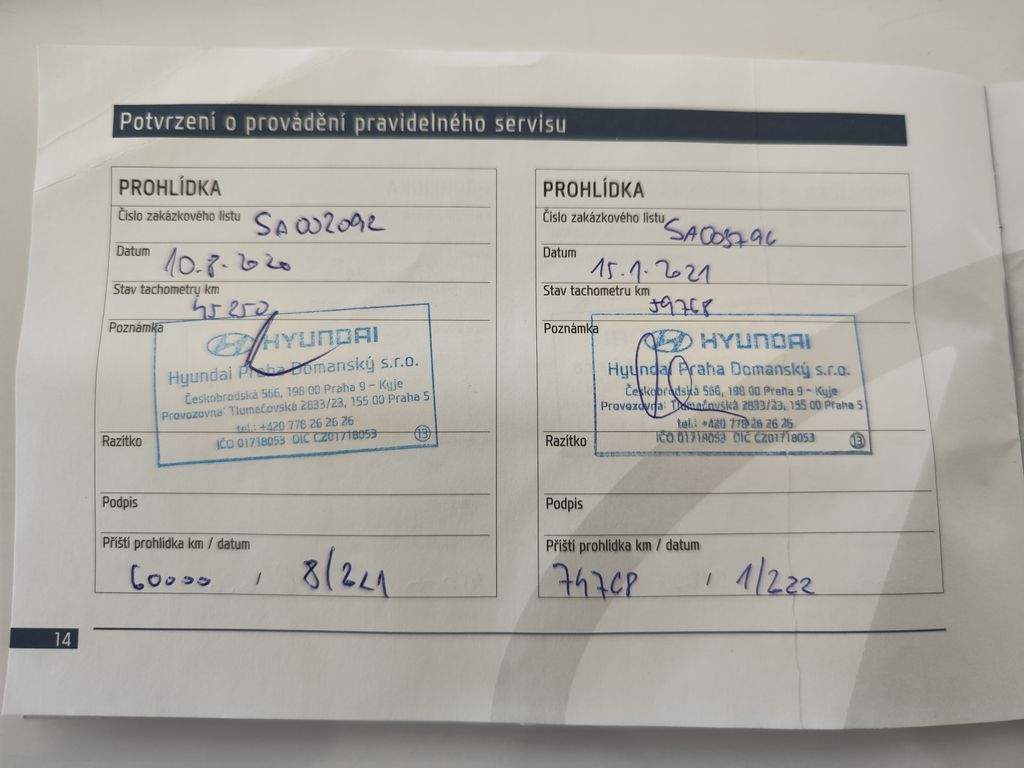 Potvrzení o provádění pravidelného servisu
PROHLÍDKA
Číslo zakázkového listu SA002092
Datum 10.8.2020
Stav tachometru km 45250
Poznámka
HYUNDAI
Hyundai Praha Domanský s.r.o.
Českobrodská 566, 198 00 Praha 9 - Kyje
Provozovna: Tlumačovská 2833/23, 155 00 Praha 5
tel.: +420 778 26 26 26
IČO 01718053 DIČ CZ01718053 13
Razítko
Podpis
Příští prohlídka km / datum
60000 / 8/221
PROHLÍDKA
Číslo zakázkového listu SA003796
Datum 15.1.2021
Stav tachometru km 59768
Poznámka
HYUNDAI
Hyundai Praha Domanský s.r.o.
Českobrodská 566, 198 00 Praha 9 - Kyje
Provozovna: Tlumačovská 2833/23, 155 00 Praha 5
tel.: +420 778 26 26 26
IČO 01718053 DIČ CZ01718053 13
Razítko
Podpis
Příští prohlídka km / datum
74768 / 1/222
14